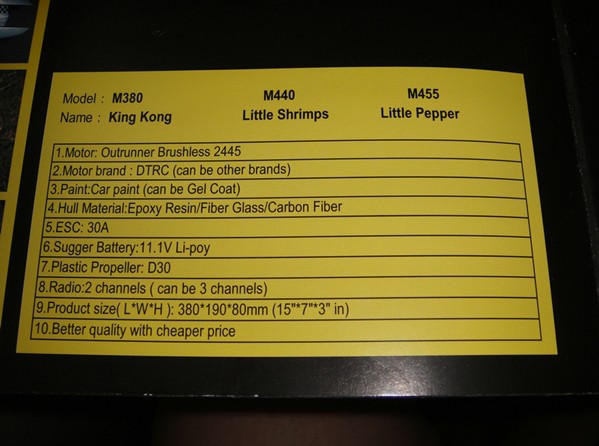 Model : M380 M440 M455
Name : King Kong Little Shrimps Little Pepper
1.Motor: Outrunner Brushless 2445
2.Motor brand : DTRC (can be other brands)
3.Paint:Car paint (can be Gel Coat)
4.Hull Material:Epoxy Resin/Fiber Glass/Carbon Fiber
5.ESC: 30A
6.Sugger Battery:11.1V Li-poy
7.Plastic Propeller: D30
8.Radio:2 channels ( can be 3 channels)
9.Product size( L*W*H ): 380*190*80mm (15"*7"*3" in)
10.Better quality with cheaper price